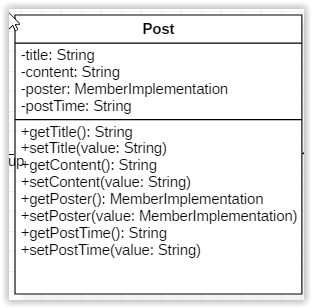 Post
-title: String
-content: String
-poster: MemberImplementation
-postTime: String
+getTitle(): String
+setTitle(value: String)
up
+getContent(): String
+setContent(value: String)
+getPoster(): MemberImplementation
+setPoster(value: MemberImplementation)
+getPostTime(): String
+setPostTime(value: String)